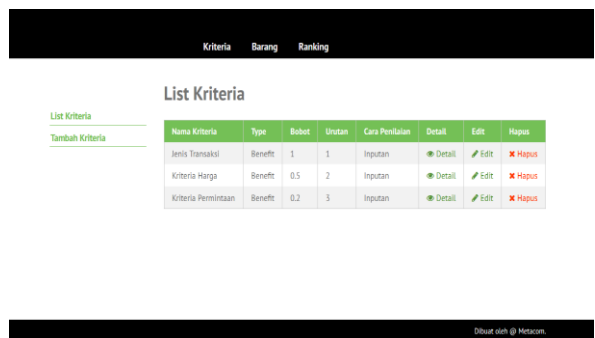 Kriteria Barang Ranking
List Kriteria
List Kriteria
Tambah Kriteria
Nama Kriteria Type Bobot Urutan Cara Penilaian Detail Edit Hapus
Jenis Transaksi Benefit 1 1 Inputan Detail Edit Hapus
Kriteria Harga Benefit 0.5 2 Inputan Detail Edit Hapus
Kriteria Permintaan Benefit 0.2 3 Inputan Detail Edit Hapus
Dibuat oleh @ Metacom.